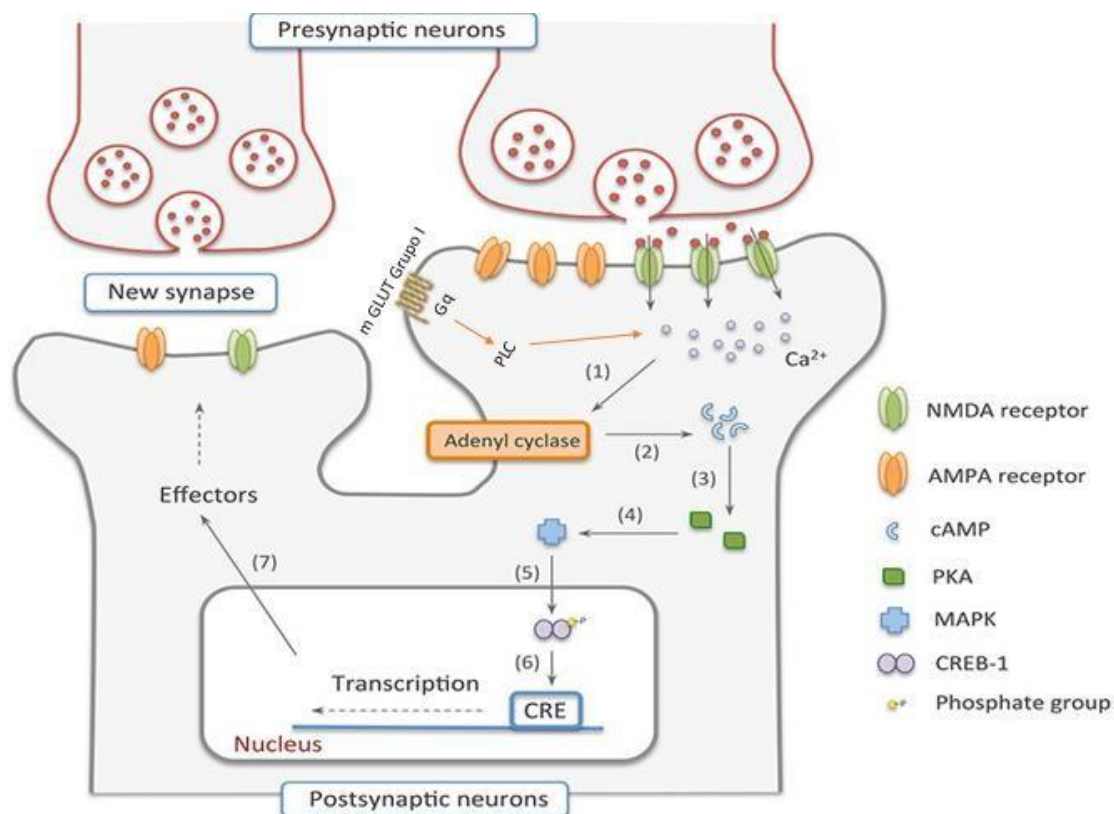 Presynaptic neurons
m GLUT Grupo I
Gq
PLC
New synapse
(1)
Ca²⁺
Adenyl cyclase
(2)
(3)
Effectors
(4)
(5)
(7)
P
(6)
Transcription
CRE
Nucleus
Postsynaptic neurons
NMDA receptor
AMPA receptor
cAMP
PKA
MAPK
CREB-1
P
Phosphate group